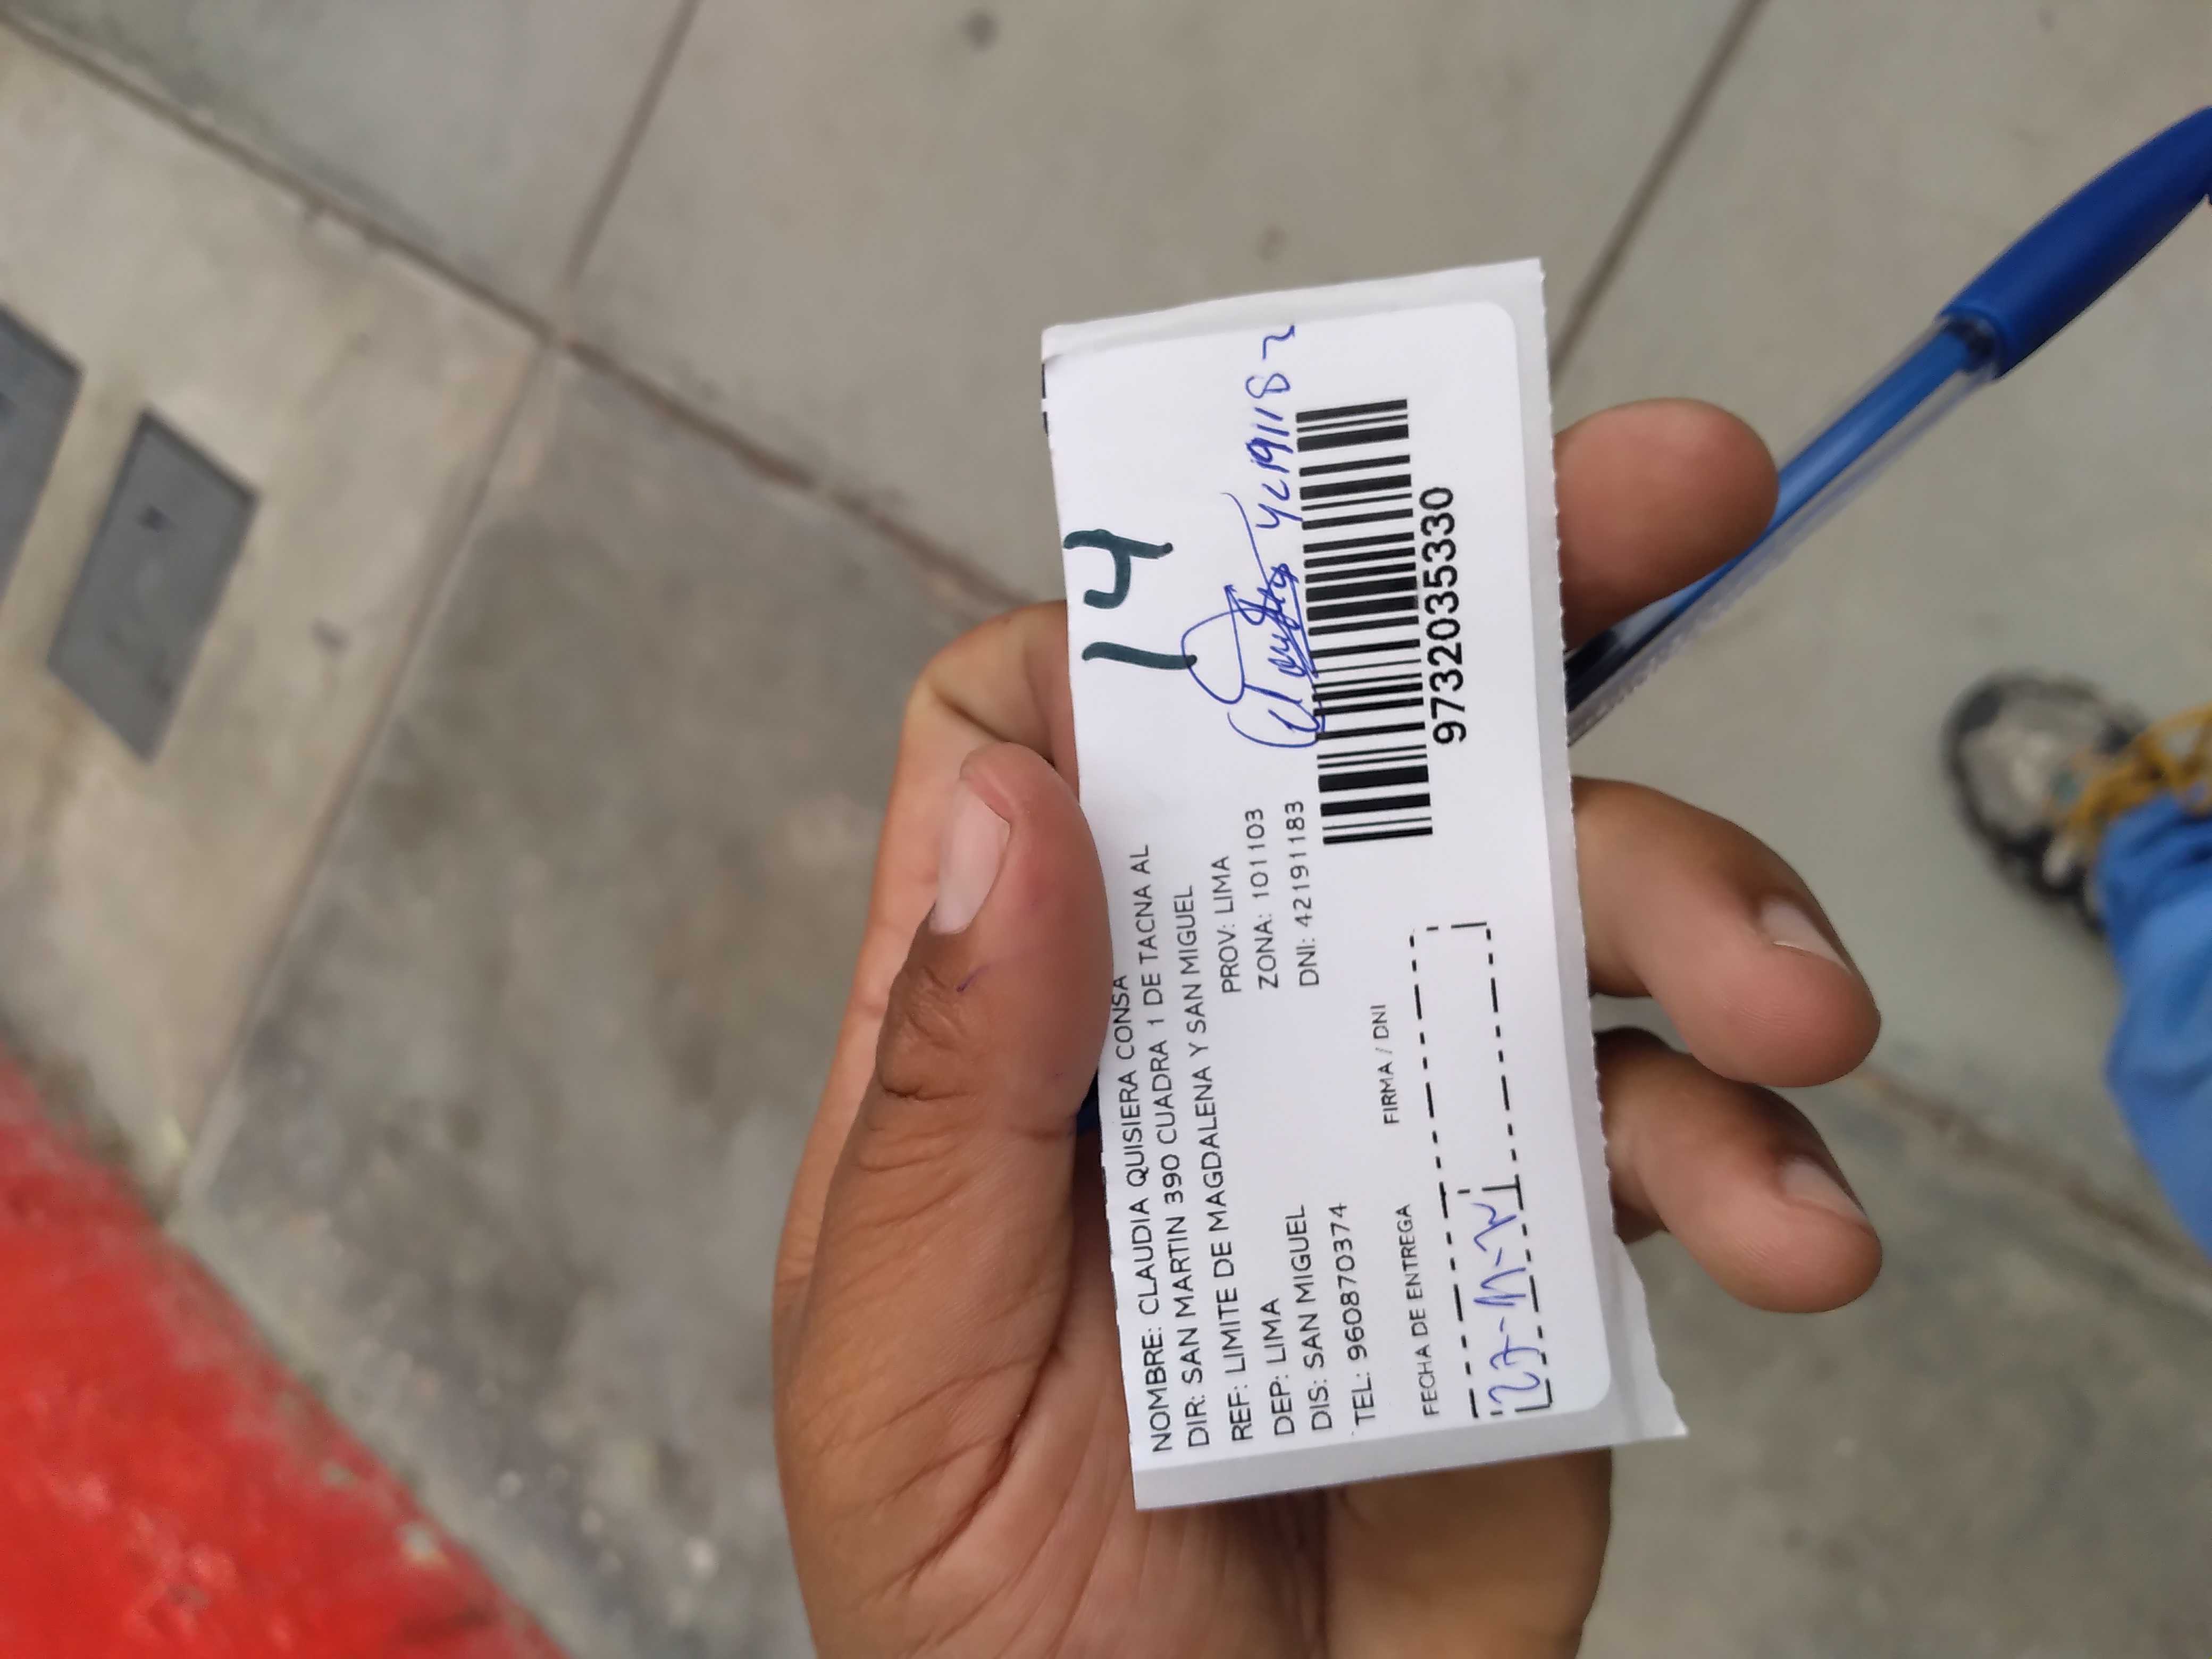 14
NOMBRE: CLAUDIA QUISIERA CONSA
DIR: SAN MARTIN 390 CUADRA 1 DE TACNA AL
REF: LIMITE DE MAGDALENA Y SAN MIGUEL
DEP: LIMA PROV: LIMA
DIS: SAN MIGUEL ZONA: 101103
TEL: 960870374 DNI: 42191183
FECHA DE ENTREGA FIRMA / DNI
9732035330